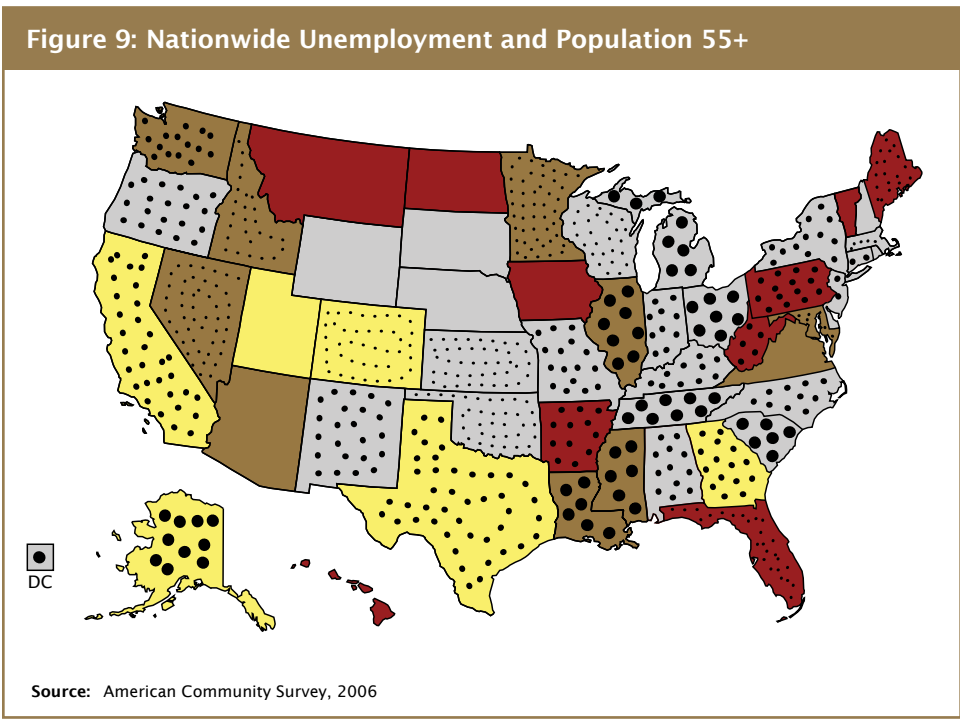 Figure 9: Nationwide Unemployment and Population 55+
DC
Source: American Community Survey, 2006